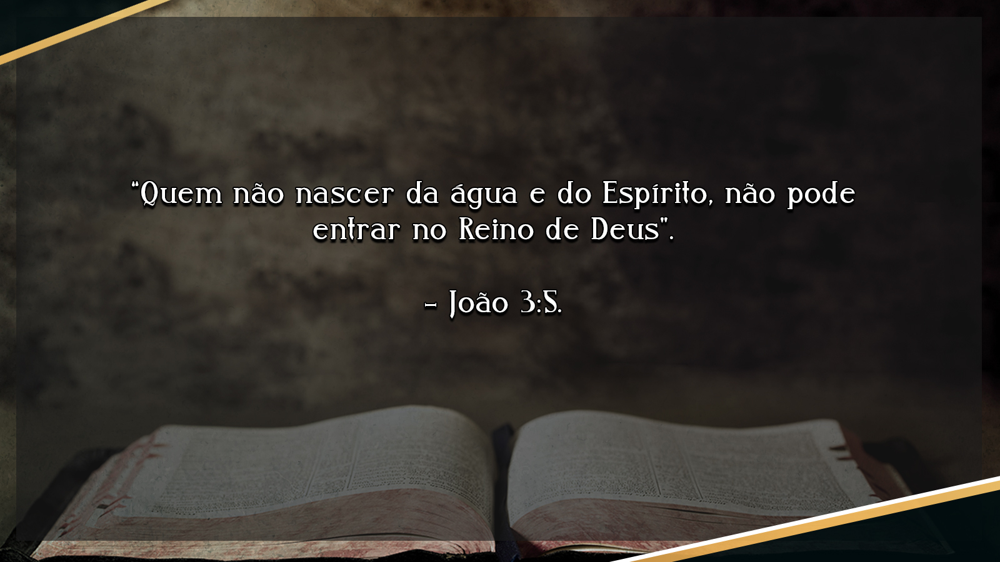 “Quem não nascer da água e do Espírito, não pode
entrar no Reino de Deus”.
– João 3:5.